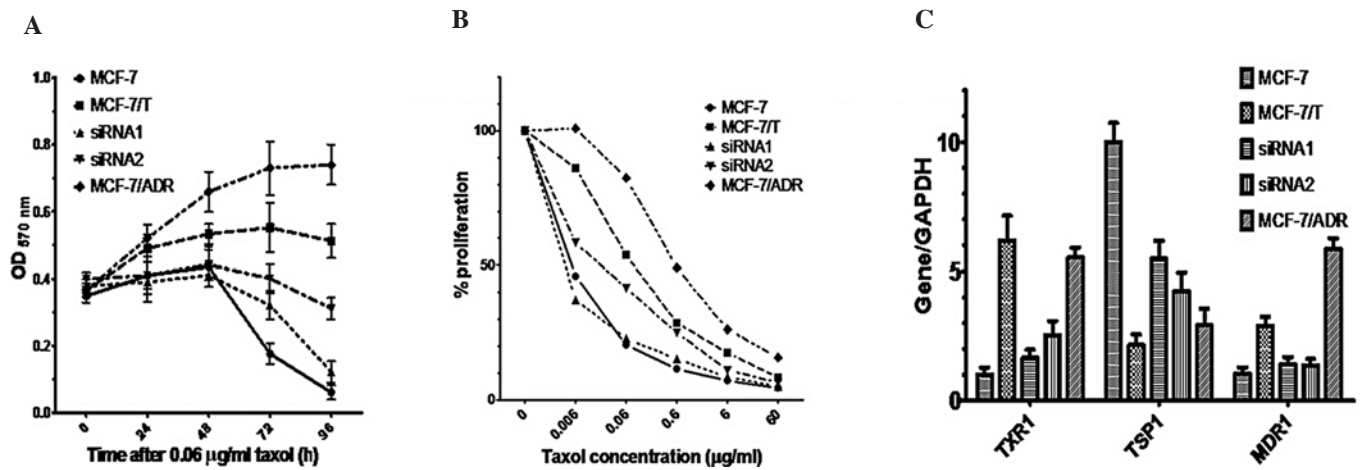 A
1.0
0.8
0.6
0.4
0.2
0.0
OD 570 nm
MCF-7
MCF-7/T
siRNA1
siRNA2
MCF-7/ADR
0 24 48 72 96
Time after 0.06 μg/ml taxol (h)
B
100
50
0
% proliferation
MCF-7
MCF-7/T
siRNA1
siRNA2
MCF-7/ADR
0 0.006 0.06 0.6 6 60
Taxol concentration (μg/ml)
C
10
5
0
Gene/GAPDH
MCF-7
MCF-7/T
siRNA1
siRNA2
MCF-7/ADR
TXR1 TSP1 MDR1